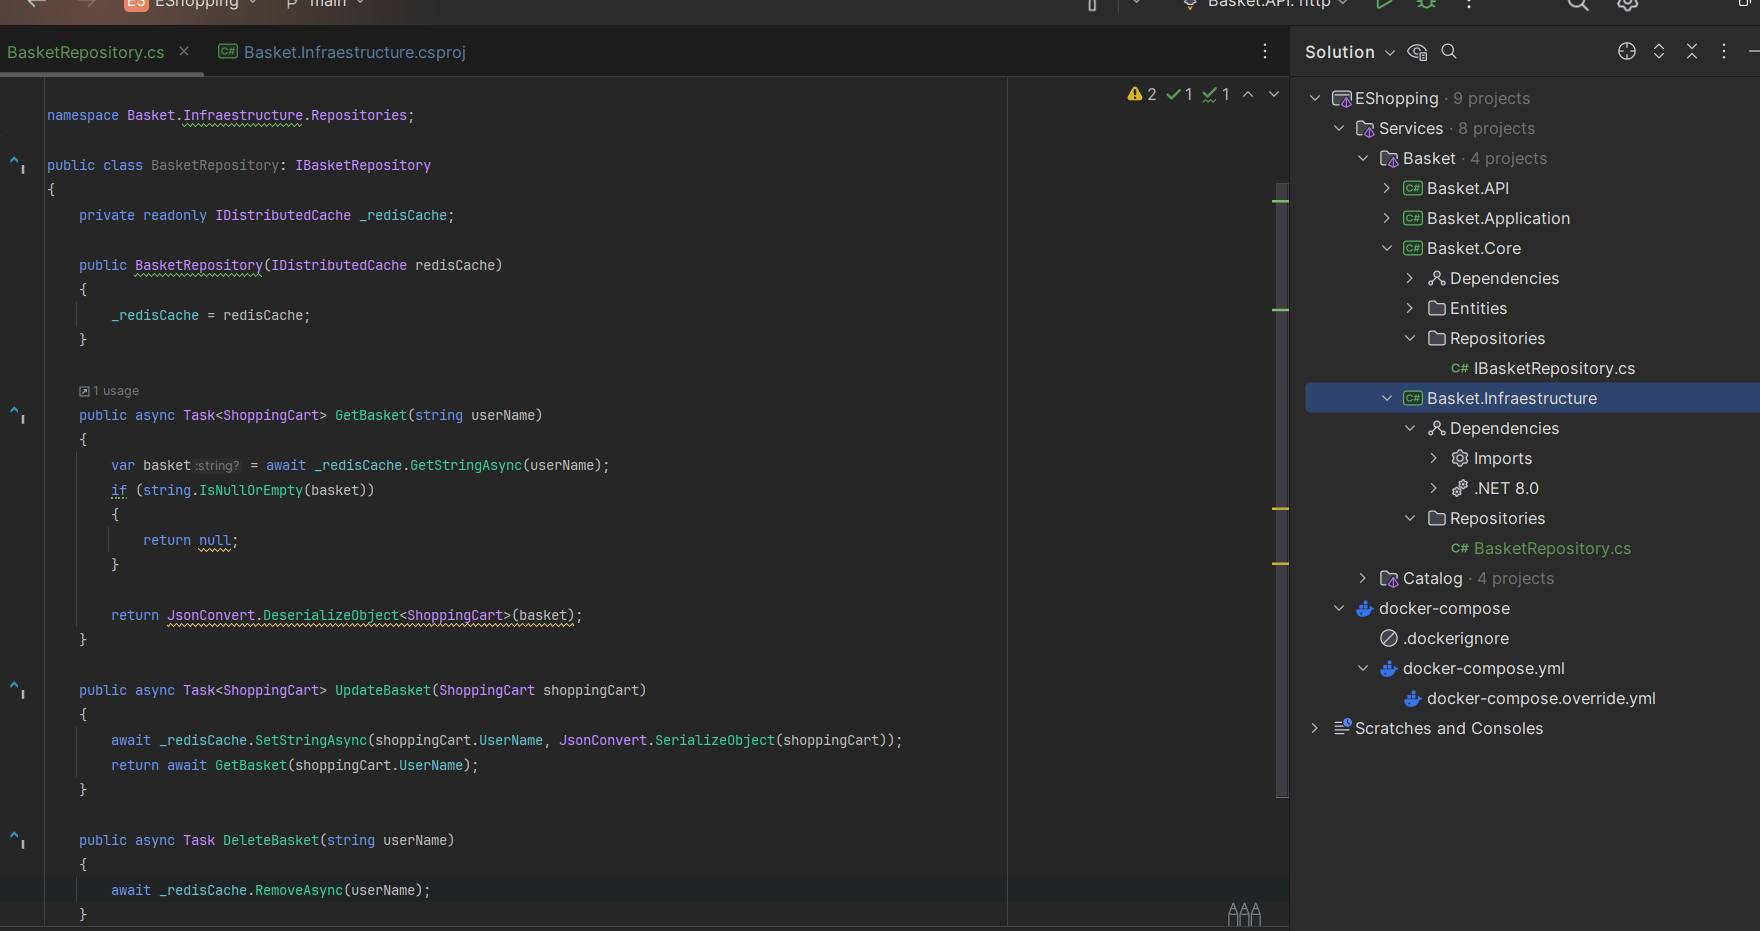 ES EShopping main Basket.API: http
BasketRepository.cs C# Basket.Infraestructure.csproj
2 1 1
namespace Basket.Infraestructure.Repositories;
public class BasketRepository: IBasketRepository
{
private readonly IDistributedCache _redisCache;
public BasketRepository(IDistributedCache redisCache)
{
_redisCache = redisCache;
}
1 usage
public async Task<ShoppingCart> GetBasket(string userName)
{
var basket :string? = await _redisCache.GetStringAsync(userName);
if (string.IsNullOrEmpty(basket))
{
return null;
}
return JsonConvert.DeserializeObject<ShoppingCart>(basket);
}
public async Task<ShoppingCart> UpdateBasket(ShoppingCart shoppingCart)
{
await _redisCache.SetStringAsync(shoppingCart.UserName, JsonConvert.SerializeObject(shoppingCart));
return await GetBasket(shoppingCart.UserName);
}
public async Task DeleteBasket(string userName)
{
await _redisCache.RemoveAsync(userName);
}
Solution
EShopping · 9 projects
Services · 8 projects
Basket · 4 projects
C# Basket.API
C# Basket.Application
C# Basket.Core
Dependencies
Entities
Repositories
C# IBasketRepository.cs
C# Basket.Infraestructure
Dependencies
Imports
.NET 8.0
Repositories
C# BasketRepository.cs
Catalog · 4 projects
docker-compose
.dockerignore
docker-compose.yml
docker-compose.override.yml
Scratches and Consoles